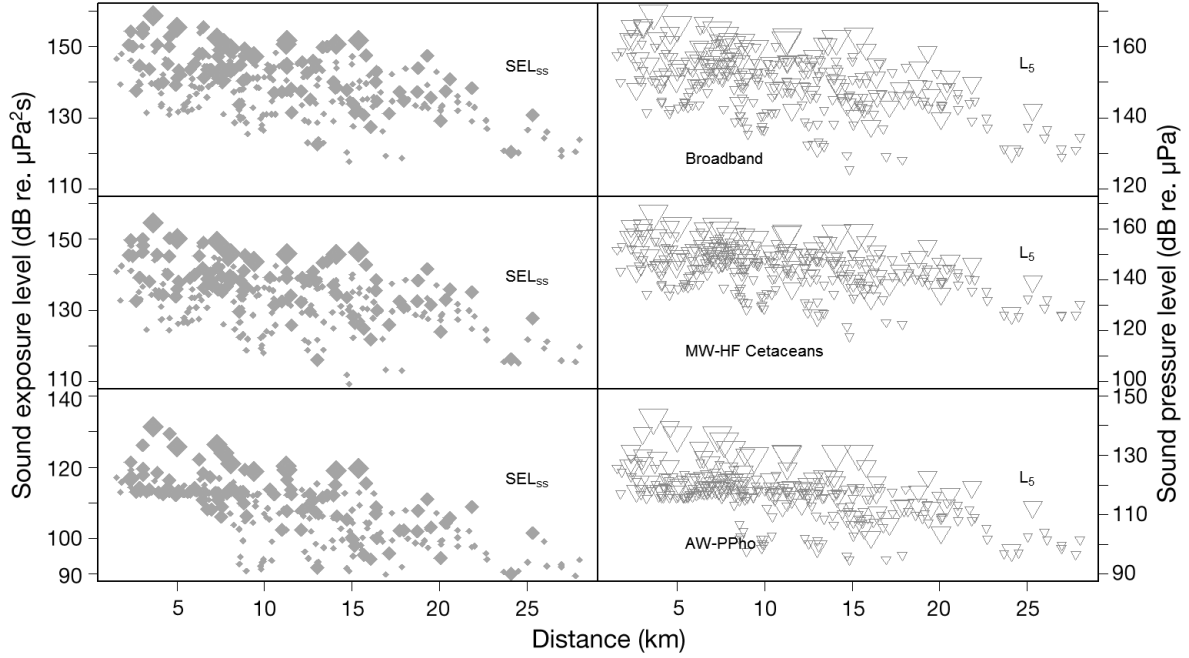 Sound exposure level (dB re. µPa²s)
150
130
110
SELss
160
140
120
L5
Broadband
150
130
110
SELss
160
140
120
100
L5
MW-HF Cetaceans
140
120
100
90
SELss
150
130
110
90
L5
AW-PPho
Sound pressure level (dB re. µPa)
5 10 15 20 25 5 10 15 20 25
Distance (km)